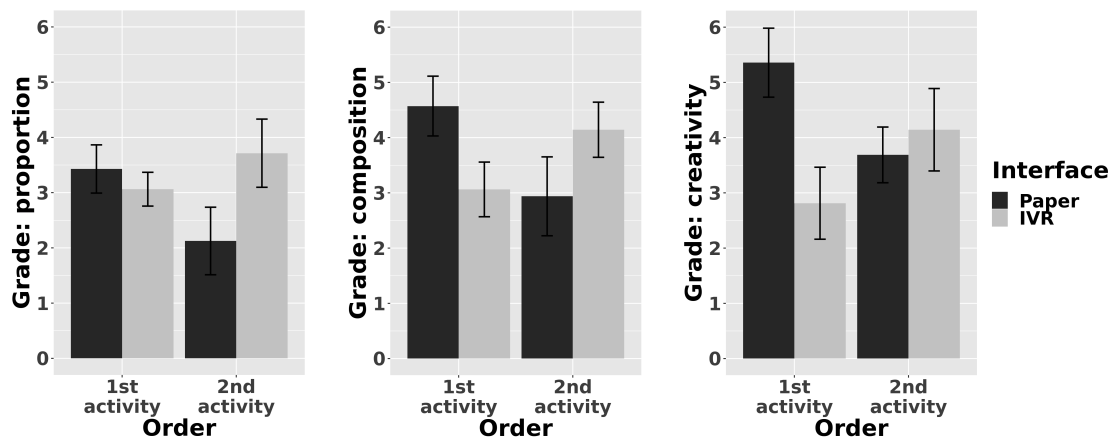 Grade: proportion
6
5
4
3
2
1
0
1st
activity
2nd
activity
Order
Grade: composition
6
5
4
3
2
1
0
1st
activity
2nd
activity
Order
Grade: creativity
6
5
4
3
2
1
0
1st
activity
2nd
activity
Order
Interface
Paper
IVR